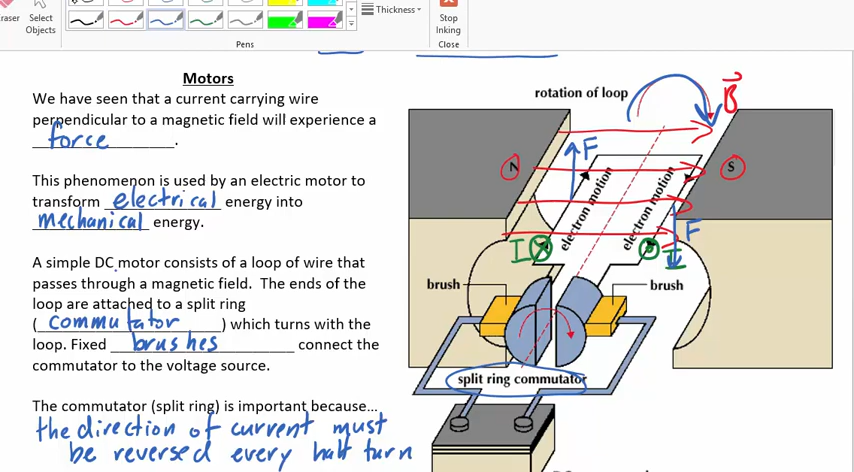 Eraser
Select
Objects
Pens
Thickness
Stop
Inking
Close
Motors
We have seen that a current carrying wire
perpendicular to a magnetic field will experience a
force.
This phenomenon is used by an electric motor to
transform electrical energy into
mechanical energy.
A simple DC motor consists of a loop of wire that
passes through a magnetic field. The ends of the
loop are attached to a split ring
(commutator) which turns with the
loop. Fixed brushes connect the
commutator to the voltage source.
The commutator (split ring) is important because...
the direction of current must
be reversed every half turn
rotation of loop
B
F
N
S
electron motion
electron motion
F
I
I
brush
brush
split ring commutator